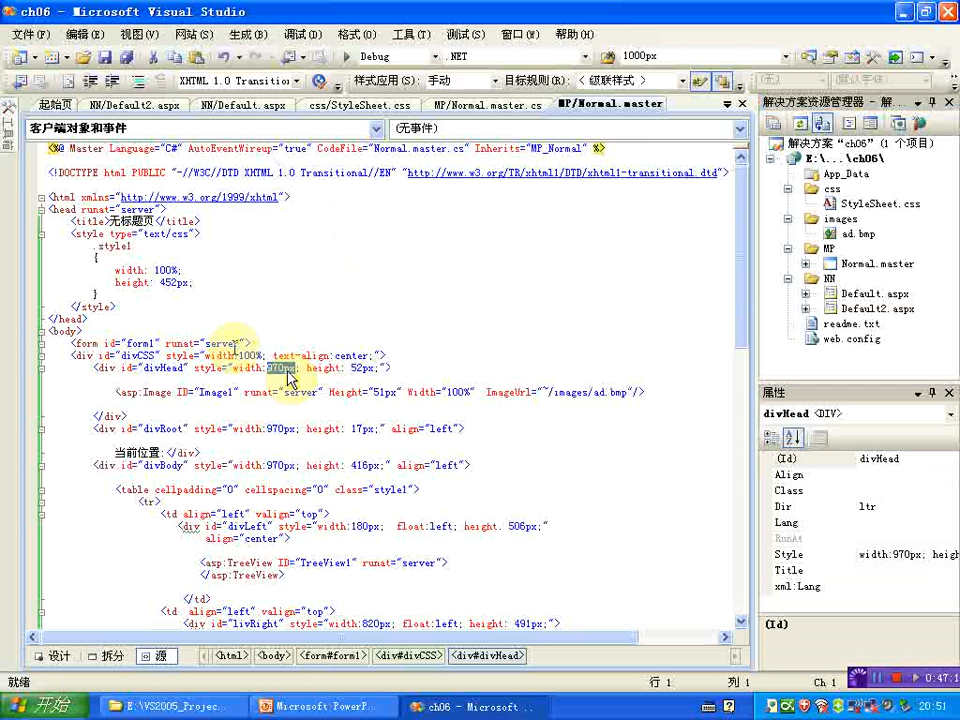 ch06 - Microsoft Visual Studio
文件(F) 编辑(E) 视图(V) 网站(S) 生成(B) 调试(D) 格式(O) 工具(T) 测试(S) 窗口(W) 帮助(H)
Debug .NET 1000px
XHTML 1.0 Transition 样式应用(S): 手动 目标规则(R): < 级联样式 > (无) (默认字体
起始页 NN/Default2.aspx NN/Default.aspx css/StyleSheet.css MP/Normal.master.cs MP/Normal.master
客户端对象和事件 (无事件)
<%@ Master Language="C#" AutoEventWireup="true" CodeFile="Normal.master.cs" Inherits="MP_Normal" %>
<!DOCTYPE html PUBLIC "-//W3C//DTD XHTML 1.0 Transitional//EN" "http://www.w3.org/TR/xhtml1/DTD/xhtml1-transitional.dtd">
<html xmlns="http://www.w3.org/1999/xhtml">
<head runat="server">
<title>无标题页</title>
<style type="text/css">
.style1
{
width: 100%;
height: 452px;
}
</style>
</head>
<body>
<form id="form1" runat="server">
<div id="divCSS" style="width:100%; text-align:center;">
<div id="divHead" style="width:970px; height: 52px;">
<asp:Image ID="Image1" runat="server" Height="51px" Width="100%" ImageUrl="~/images/ad.bmp"/>
</div>
<div id="divRoot" style="width:970px; height: 17px;" align="left">
当前位置:</div>
<div id="divBody" style="width:970px; height: 416px;" align="left">
<table cellpadding="0" cellspacing="0" class="style1">
<tr>
<td align="left" valign="top">
<div id="divLeft" style="width:180px; float:left; height: 506px;"
align="center">
<asp:TreeView ID="TreeView1" runat="server">
</asp:TreeView>
</td>
<td align="left" valign="top">
<div id="livRight" style="width:820px; float:left; height: 491px;">
设计 拆分 源 <html> <body> <form#form1> <div#divCSS> <div#divHead>
就绪 行 1 列 1 Ch 1
解决方案资源管理器 - 解...
解决方案“ch06”(1 个项目)
E:\...\ch06\
App_Data
css
StyleSheet.css
images
ad.bmp
MP
Normal.master
NN
Default.aspx
Default2.aspx
readme.txt
web.config
属性
divHead <DIV>
(Id) divHead
Align
Class
Dir ltr
Lang
RunAt
Style width:970px; heigh
Title
xml:Lang
(Id)
0:47:1
开始 E:\VS2005_Projec... Microsoft PowerP... ch06 - Microsoft ... 20:51